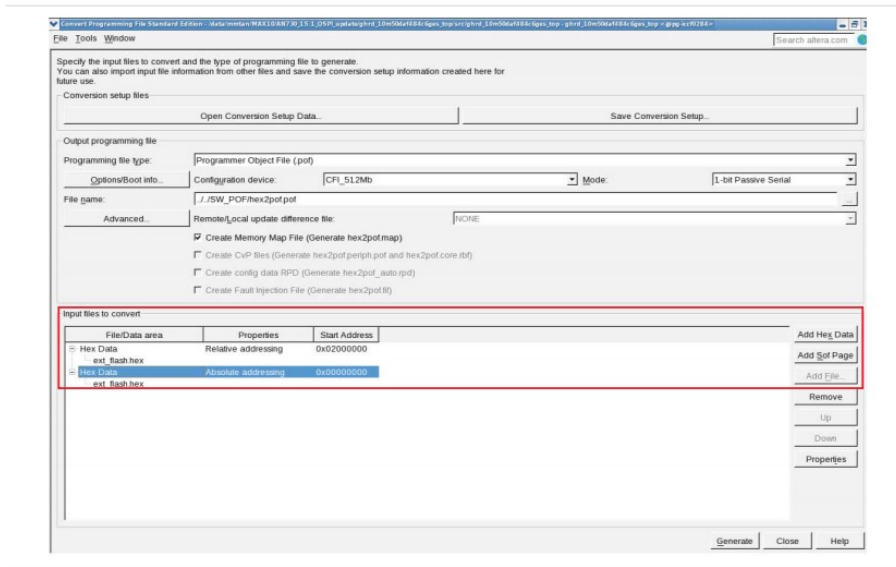 Convert Programming File Standard Edition - /data/mmtan/MAX10/AN730_15.1_QSPI_update/ghrd_10m50daf484c6ges_top/src/ghrd_10m50daf484c6ges_top - ghrd_10m50daf484c6ges_top
File Tools Window
Search altera.com
Specify the input files to convert and the type of programming file to generate.
You can also import input file information from other files and save the conversion setup information created here for
future use.
Conversion setup files
Open Conversion Setup Data... Save Conversion Setup...
Output programming file
Programming file type: Programmer Object File (.pof)
Options/Boot info... Configuration device: CFI_512Mb Mode: 1-bit Passive Serial
File name: ../../SW_POF/hex2pof.pof ...
Advanced... Remote/Local update difference file: NONE
Create Memory Map File (Generate hex2pof.map)
Create CvP files (Generate hex2pof.periph.pof and hex2pof.core.rbf)
Create config data RPD (Generate hex2pof_auto.rpd)
Create Fault Injection File (Generate hex2pof.fif)
Input files to convert
File/Data area Properties Start Address Add Hex Data
Hex Data Relative addressing 0x02000000
ext_flash.hex Add Sof Page
Hex Data Absolute addressing 0x00000000 Add File...
ext_flash.hex
Remove
Up
Down
Properties
Generate Close Help